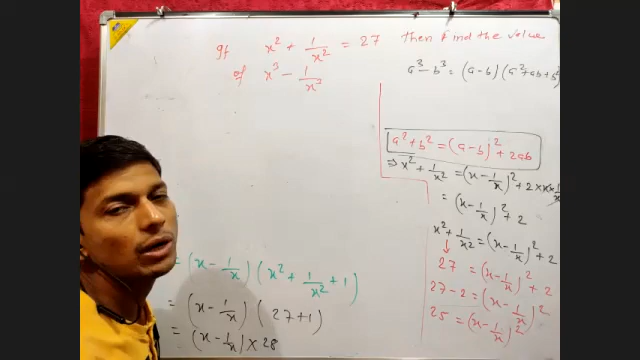 If x² + 1/x² = 27 then find the value
of x³ - 1/x³
a³-b³ = (a-b) (a²+ab+b²
a²+b² = (a-b)² + 2ab
⇒ x² + 1/x² = (x - 1/x)² + 2×x×1/x
= (x - 1/x)² + 2
x² + 1/x² = (x - 1/x)² + 2
27 = (x - 1/x)² + 2
27-2 = (x - 1/x)²
25 = (x - 1/x)²
= (x - 1/x) (x² + 1/x² + 1)
= (x - 1/x) (27+1)
= (x - 1/x) × 28